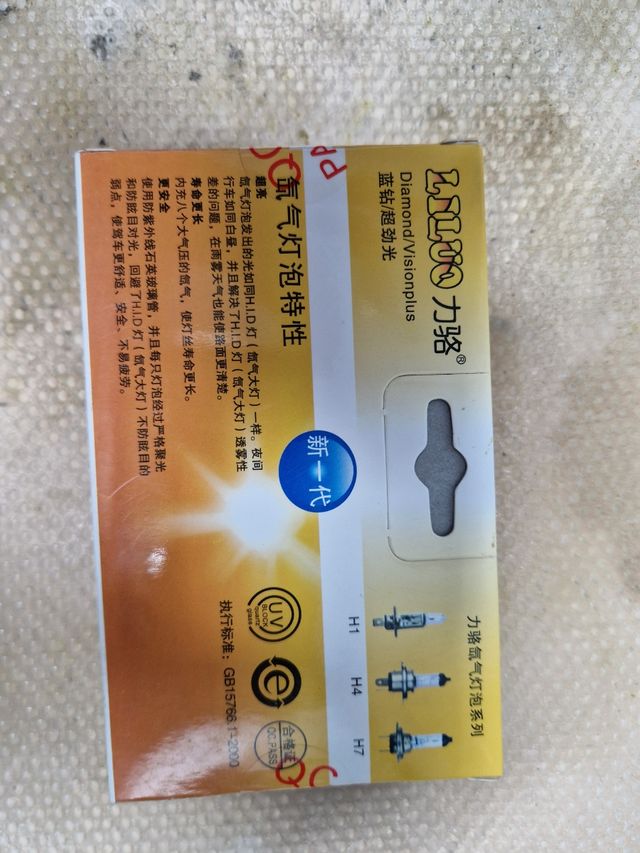 LILUO 力骆®
Diamond/Visionplus
蓝钻/超劲光
力骆氙气灯泡系列
H1
H4
H7
新一代
氙气灯泡特性
超亮
氙气灯泡发出的光如同H.I.D灯（氙气大灯）一样。夜间
行车如同白昼，并且解决了H.I.D灯（氙气大灯）透雾性
差的问题，在雨雾天气也能使路面更清楚。
寿命更长
内充八个大气压的氙气，使灯丝寿命更长。
更安全
使用防紫外线石英玻璃管，并且每只灯泡经过严格聚光
和防眩目对光，回避了H.I.D灯（氙气大灯）不防眩目的
弱点，使驾车更舒适、安全、不易疲劳。
UV
BLOCK
quartz
glass
e
合格证
QC PASS
执行标准：GB15766.1-2000